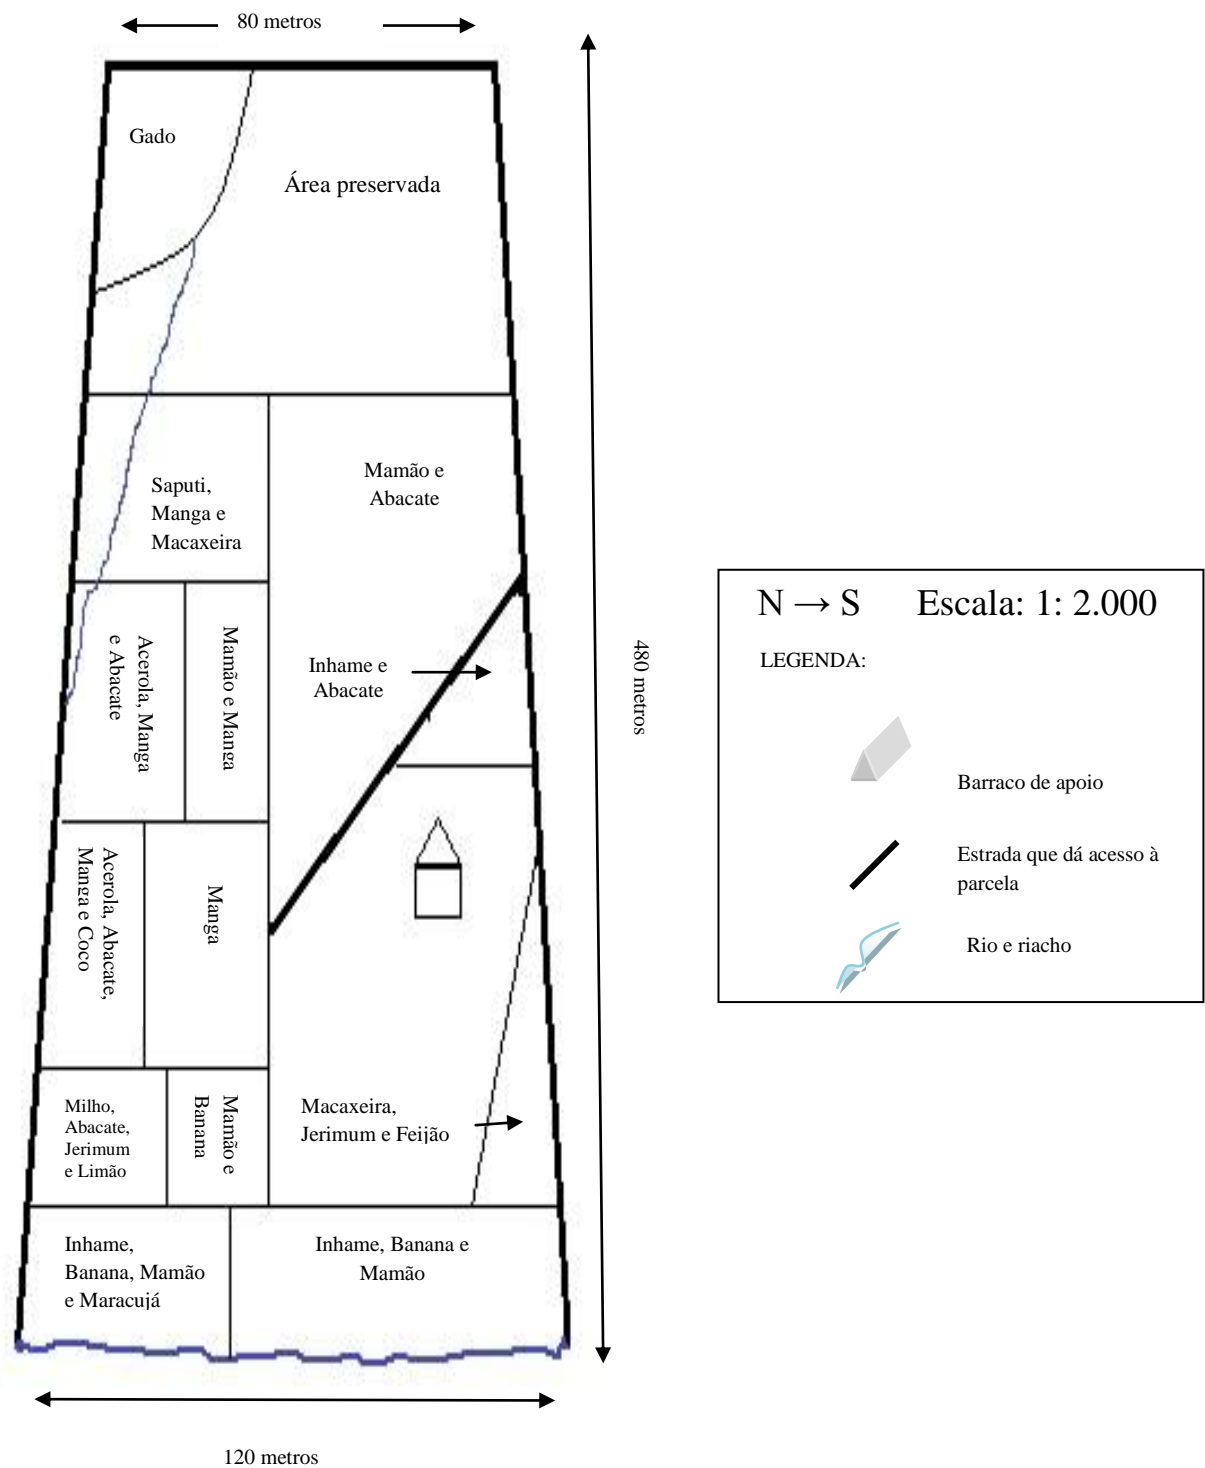 80 metros
Gado
Área preservada
Mamão e
Abacate
Saputi,
Manga e
Macaxeira
N → S Escala: 1: 2.000
LEGENDA:
Acerola, Manga
e Abacate
Mamão e Manga
Inhame e
Abacate
480 metros
Barraco de apoio
Estrada que dá acesso à
parcela
Rio e riacho
Acerola, Abacate,
Manga e Coco
Manga
Milho,
Abacate,
Jerimum
e Limão
Mamão e
Banana
Macaxeira,
Jerimum e Feijão
Inhame,
Banana, Mamão
e Maracujá
Inhame, Banana e
Mamão
120 metros